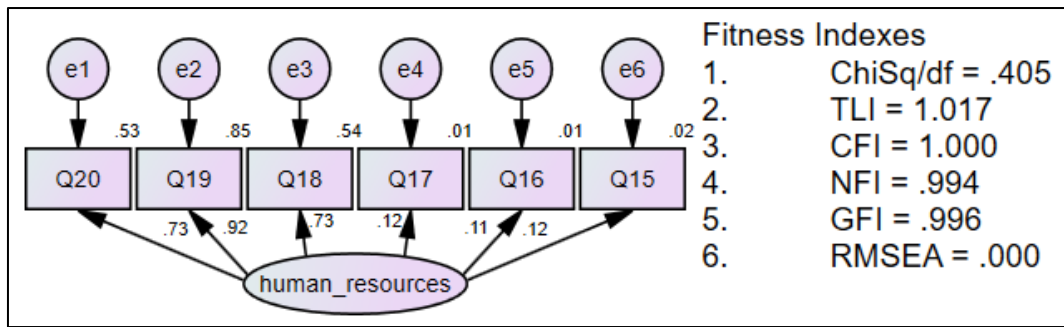 e1 e2 e3 e4 e5 e6
.53 .85 .54 .01 .01 .02
Q20 Q19 Q18 Q17 Q16 Q15
.73 .92 .73 .12 .11 .12
human_resources
Fitness Indexes
1. ChiSq/df = .405
2. TLI = 1.017
3. CFI = 1.000
4. NFI = .994
5. GFI = .996
6. RMSEA = .000